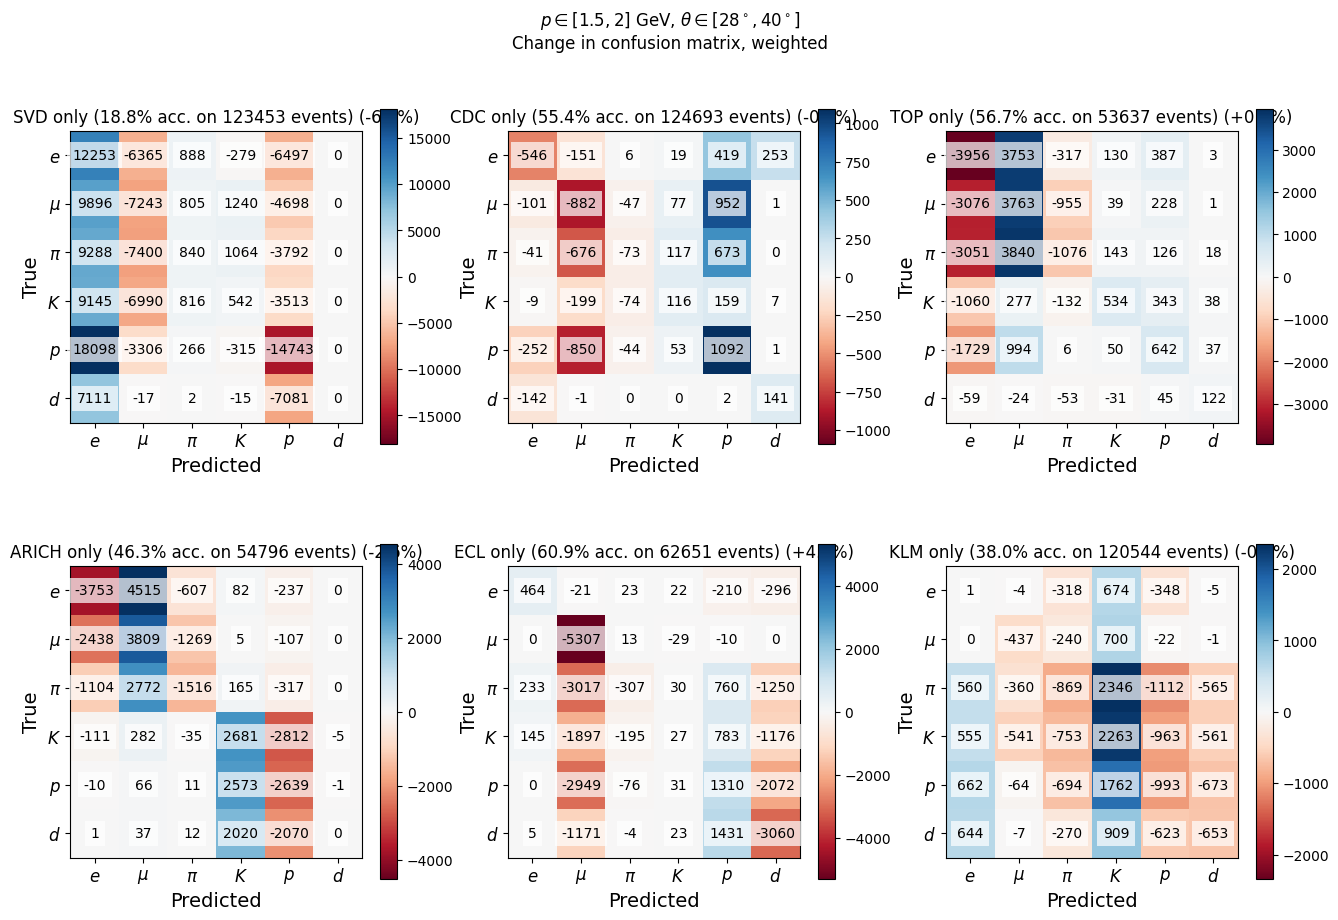 p ∈ [1.5, 2] GeV, θ ∈ [28°, 40°]
Change in confusion matrix, weighted
SVD only (18.8% acc. on 123453 events)
e 12253 -6365 888 -279 -6497 0
μ 9896 -7243 805 1240 -4698 0
π 9288 -7400 840 1064 -3792 0
K 9145 -6990 816 542 -3513 0
p 18098 -3306 266 -315 -14743 0
d 7111 -17 2 -15 -7081 0
e μ π K p d
Predicted
True
15000
10000
5000
0
−5000
−10000
−15000
CDC only (55.4% acc. on 124693 events)
e -546 -151 6 19 419 253
μ -101 -882 -47 77 952 1
π -41 -676 -73 117 673 0
K -9 -199 -74 116 159 7
p -252 -850 -44 53 1092 1
d -142 -1 0 0 2 141
e μ π K p d
Predicted
True
1000
750
500
250
0
−250
−500
−750
−1000
TOP only (56.7% acc. on 53637 events)
e -3956 3753 -317 130 387 3
μ -3076 3763 -955 39 228 1
π -3051 3840 -1076 143 126 18
K -1060 277 -132 534 343 38
p -1729 994 6 50 642 37
d -59 -24 -53 -31 45 122
e μ π K p d
Predicted
True
3000
2000
1000
0
−1000
−2000
−3000
ARICH only (46.3% acc. on 54796 events)
e -3753 4515 -607 82 -237 0
μ -2438 3809 -1269 5 -107 0
π -1104 2772 -1516 165 -317 0
K -111 282 -35 2681 -2812 -5
p -10 66 11 2573 -2639 -1
d 1 37 12 2020 -2070 0
e μ π K p d
Predicted
True
4000
2000
0
−2000
−4000
ECL only (60.9% acc. on 62651 events)
e 464 -21 23 22 -210 -296
μ 0 -5307 13 -29 -10 0
π 233 -3017 -307 30 760 -1250
K 145 -1897 -195 27 783 -1176
p 0 -2949 -76 31 1310 -2072
d 5 -1171 -4 23 1431 -3060
e μ π K p d
Predicted
True
4000
2000
0
−2000
−4000
KLM only (38.0% acc. on 120544 events)
e 1 -4 -318 674 -348 -5
μ 0 -437 -240 700 -22 -1
π 560 -360 -869 2346 -1112 -565
K 555 -541 -753 2263 -963 -561
p 662 -64 -694 1762 -993 -673
d 644 -7 -270 909 -623 -653
e μ π K p d
Predicted
True
2000
1000
0
−1000
−2000